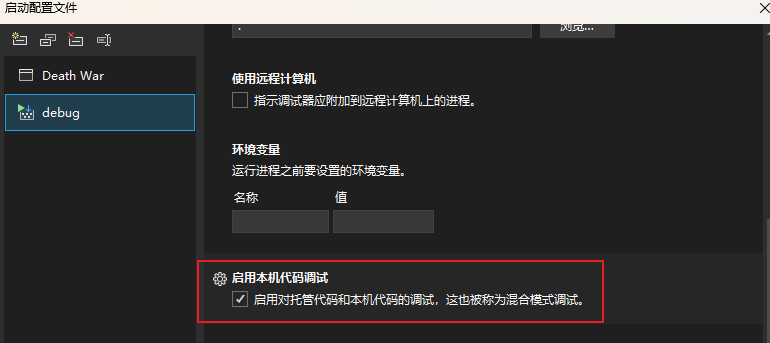 启动配置文件
浏览...
Death War
使用远程计算机
指示调试器应附加到远程计算机上的进程。
debug
环境变量
运行进程之前要设置的环境变量。
名称 值
启用本机代码调试
启用对托管代码和本机代码的调试，这也被称为混合模式调试。